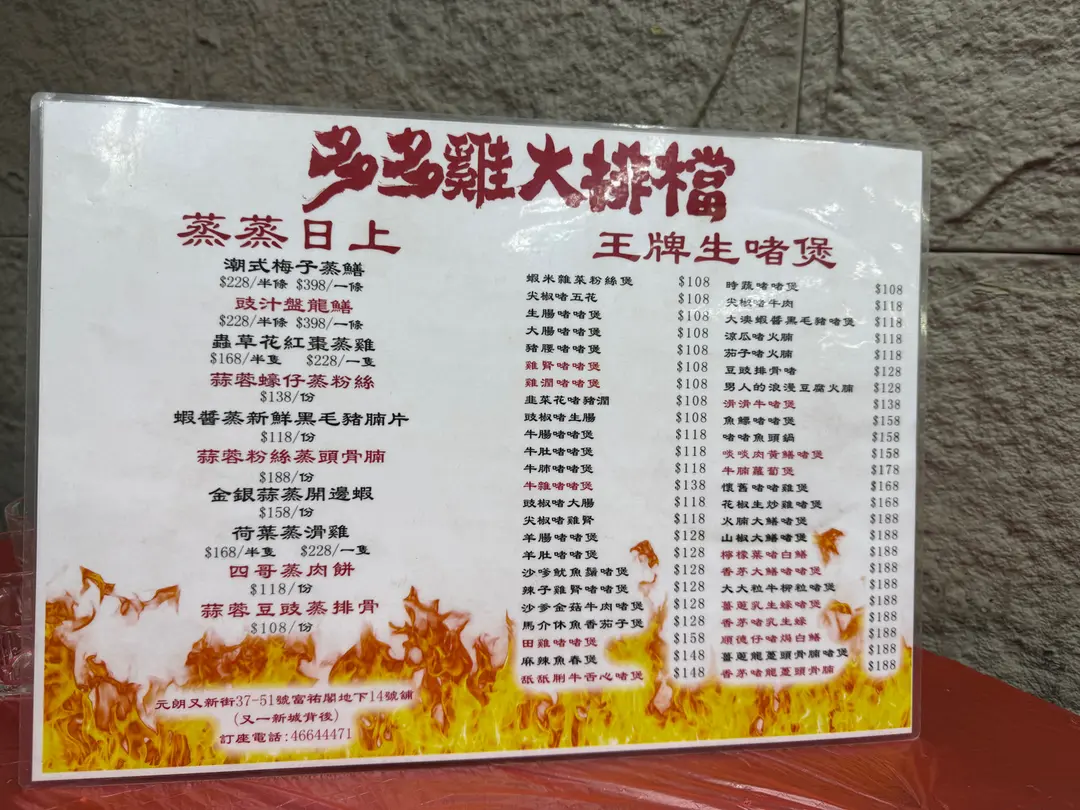 多多雞大排檔
蒸蒸日上
潮式梅子蒸鱔
$228/半條 $398/一條
豉汁盤龍鱔
$228/半條 $398/一條
蟲草花紅棗蒸雞
$168/半隻 $228/一隻
蒜蓉蠔仔蒸粉絲
$138/份
蝦醬蒸新鮮黑毛豬腩片
$118/份
蒜蓉粉絲蒸頭骨腩
$188/份
金銀蒜蒸開邊蝦
$158/份
荷葉蒸滑雞
$168/半隻 $228/一隻
四哥蒸肉餅
$118/份
蒜蓉豆豉蒸排骨
$108/份
元朗又新街37-51號富祐閣地下14號舖
(又一新城背後)
訂座電話:46644471
王牌生啫煲
蝦米雜菜粉絲煲 $108
尖椒啫五花 $108
生腸啫啫煲 $108
大腸啫啫煲 $108
豬腰啫啫煲 $108
雞腎啫啫煲 $108
雞潤啫啫煲 $108
韭菜花啫豬潤 $108
豉椒啫生腸 $108
牛腸啫啫煲 $118
牛肚啫啫煲 $118
牛肺啫啫煲 $118
牛雜啫啫煲 $138
豉椒啫大腸 $118
尖椒啫雞腎 $118
羊腸啫啫煲 $128
羊肚啫啫煲 $128
沙嗲魷魚鬚啫煲 $128
辣子雞腎啫啫煲 $128
沙爹金菇牛肉啫煲 $128
馬介休魚香茄子煲 $128
田雞啫啫煲 $158
麻辣魚春煲 $148
舐舐脷牛舌心啫煲 $148
時蔬啫啫煲 $108
尖椒啫牛肉 $118
大澳蝦醬黑毛豬啫煲 $118
涼瓜啫火腩 $118
茄子啫火腩 $118
豆豉排骨啫 $128
男人的浪漫豆腐火腩 $128
滑滑牛啫煲 $138
魚鰾啫啫煲 $158
啫啫魚頭鍋 $158
啖啖肉黃鱔啫煲 $158
牛腩蘿蔔煲 $178
懷舊啫啫雞煲 $168
花椒生炒雞啫煲 $168
火腩大鱔啫煲 $188
山椒大鱔啫煲 $188
檸檬葉啫白鱔 $188
香茅大鱔啫啫煲 $188
大大粒牛柳粒啫煲 $188
薑蔥乳生蠔啫煲 $188
香茅啫乳生蠔 $188
順德仔啫焗白鱔 $188
薑蔥龍躉頭骨腩啫煲 $188
香茅啫龍躉頭骨腩 $188